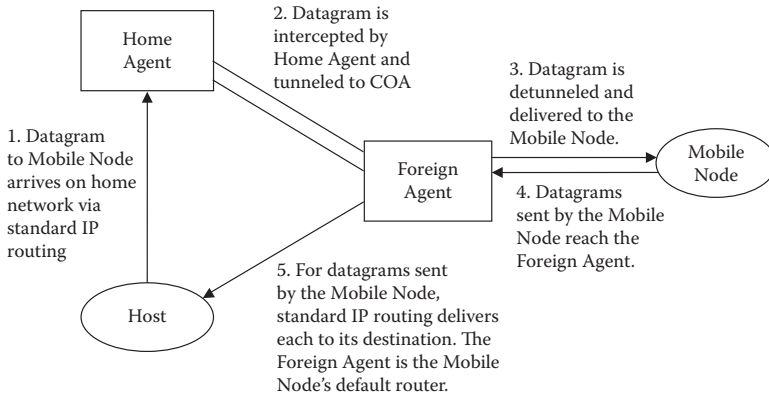 Home
Agent
2. Datagram is
intercepted by
Home Agent and
tunneled to COA
3. Datagram is
detunneled and
delivered to the
Mobile Node.
1. Datagram
to Mobile Node
arrives on home
network via
standard IP
routing
Foreign
Agent
Mobile
Node
4. Datagrams
sent by the Mobile
Node reach the
Foreign Agent.
Host
5. For datagrams sent
by the Mobile Node,
standard IP routing delivers
each to its destination. The
Foreign Agent is the Mobile
Node's default router.